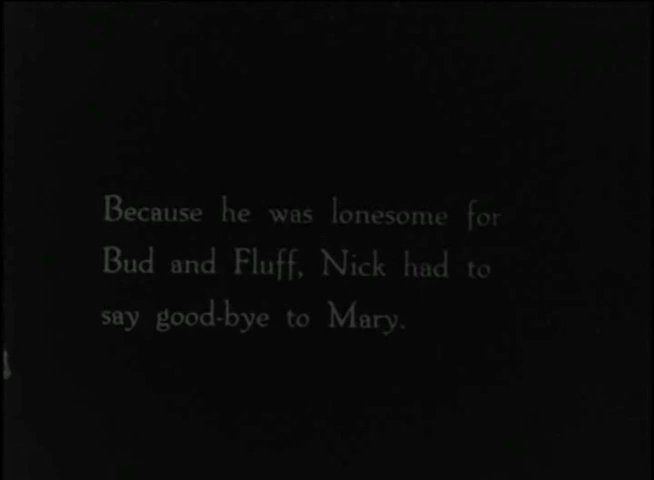 Because he was lonesome for
Bud and Fluff, Nick had to
say good-bye to Mary.